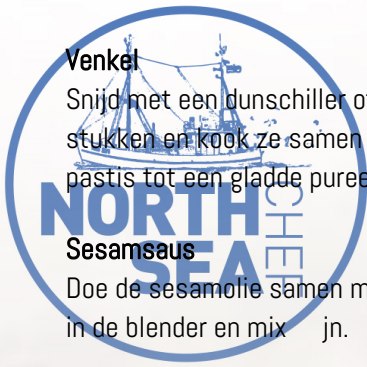 Venkel
Snijd met een dunschiller
stukken en kook ze samen
pastis tot een gladde puree
Sesamsaus
Doe de sesamolie samen
in de blender en mix jn.
NORTH
SEA
CHEF